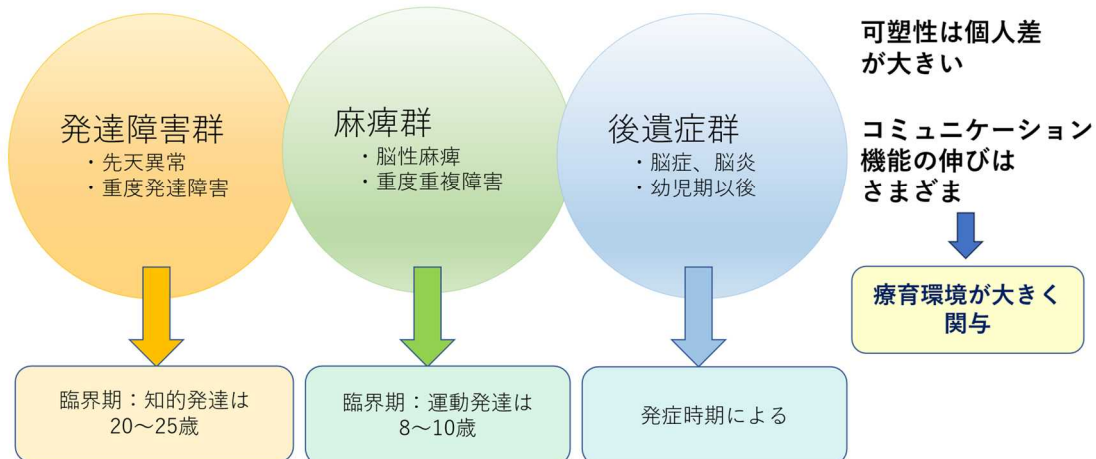 発達障害群
・先天異常
・重度発達障害
麻痺群
・脳性麻痺
・重度重複障害
後遺症群
・脳症、脳炎
・幼児期以後
可塑性は個人差
が大きい
コミュニケーション
機能の伸びは
さまざま
療育環境が大きく
関与
臨界期：知的発達は
20～25歳
臨界期：運動発達は
8～10歳
発症時期による